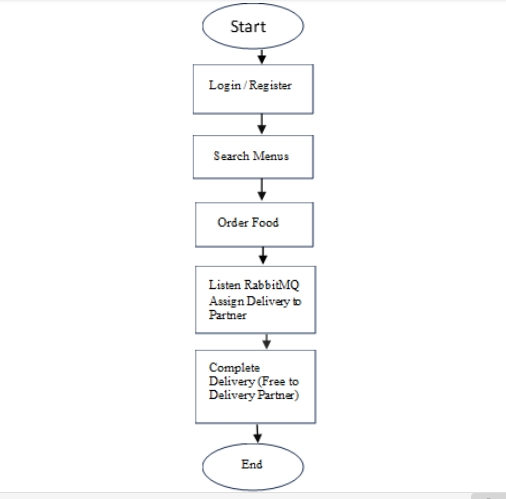 Start
Login / Register
Search Menus
Order Food
Listen RabbitMQ
Assign Delivery to
Partner
Complete
Delivery (Free to
Delivery Partner)
End